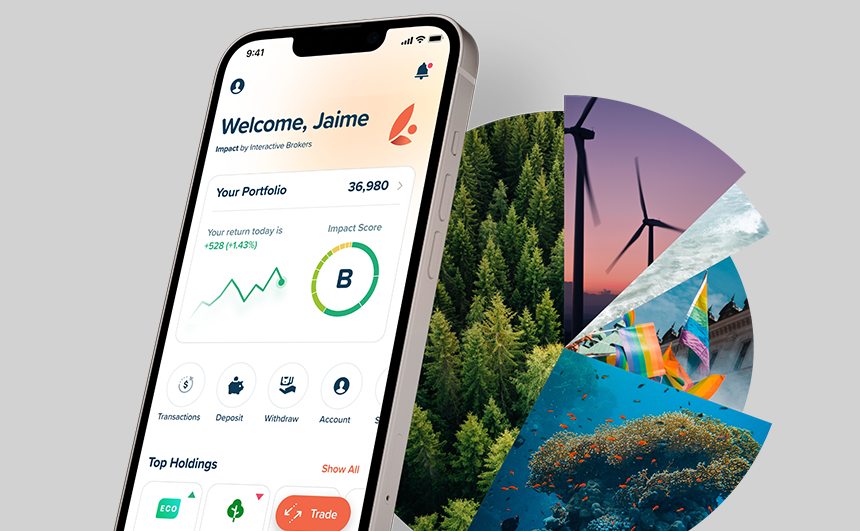 9:41
Welcome, Jaime
Impact by Interactive Brokers
Your Portfolio 36,980
Your return today is
+528 (+1.43%)
Impact Score
B
Transactions Deposit Withdraw Account S
Top Holdings Show All
ECO
Trade